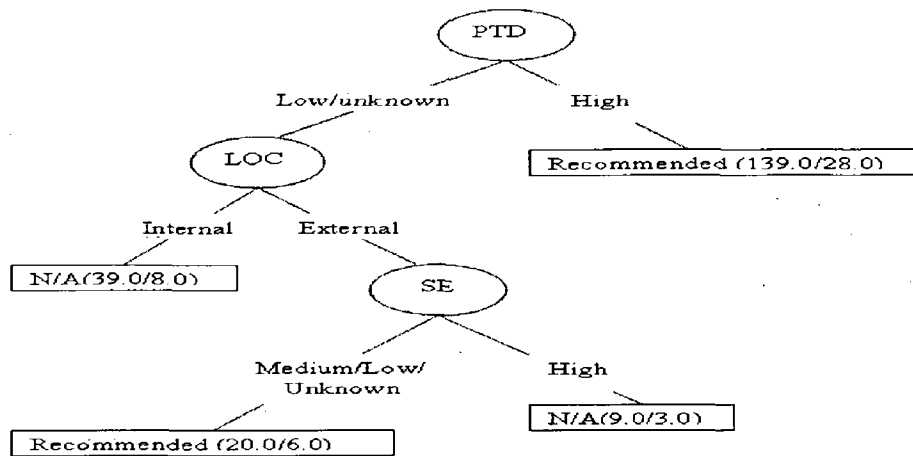 PTD
Low/unknown
High
LOC
Recommended (139.0/28.0)
Internal
External
N/A(39.0/8.0)
SE
Medium/Low/
Unknown
High
N/A(9.0/3.0)
Recommended (20.0/6.0)